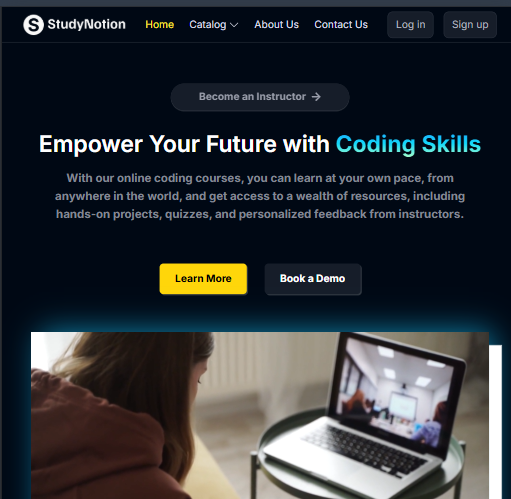 StudyNotion Home Catalog About Us Contact Us Log in Sign up
Become an Instructor →
Empower Your Future with Coding Skills
With our online coding courses, you can learn at your own pace, from
anywhere in the world, and get access to a wealth of resources, including
hands-on projects, quizzes, and personalized feedback from instructors.
Learn More Book a Demo